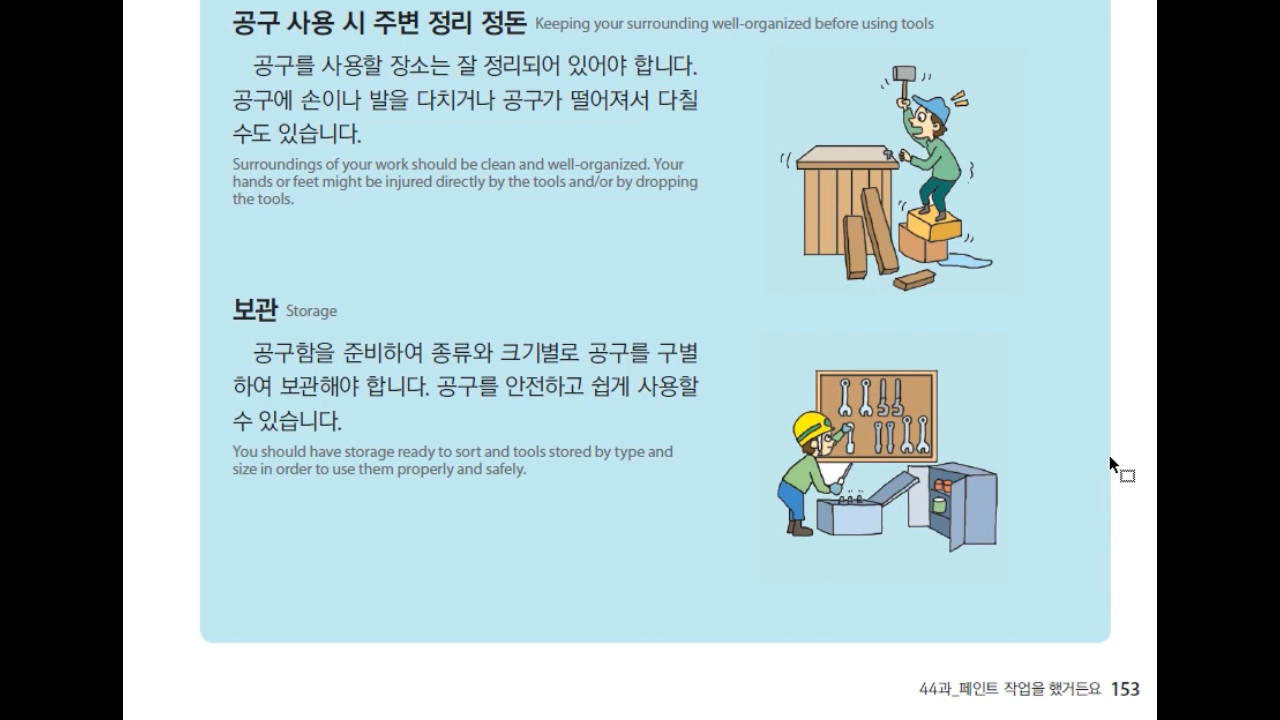 공구 사용 시 주변 정리 정돈 Keeping your surrounding well-organized before using tools
공구를 사용할 장소는 잘 정리되어 있어야 합니다.
공구에 손이나 발을 다치거나 공구가 떨어져서 다칠
수도 있습니다.
Surroundings of your work should be clean and well-organized. Your
hands or feet might be injured directly by the tools and/or by dropping
the tools.
보관 Storage
공구함을 준비하여 종류와 크기별로 공구를 구별
하여 보관해야 합니다. 공구를 안전하고 쉽게 사용할
수 있습니다.
You should have storage ready to sort and tools stored by type and
size in order to use them properly and safely.
44과_페인트 작업을 했거든요 153